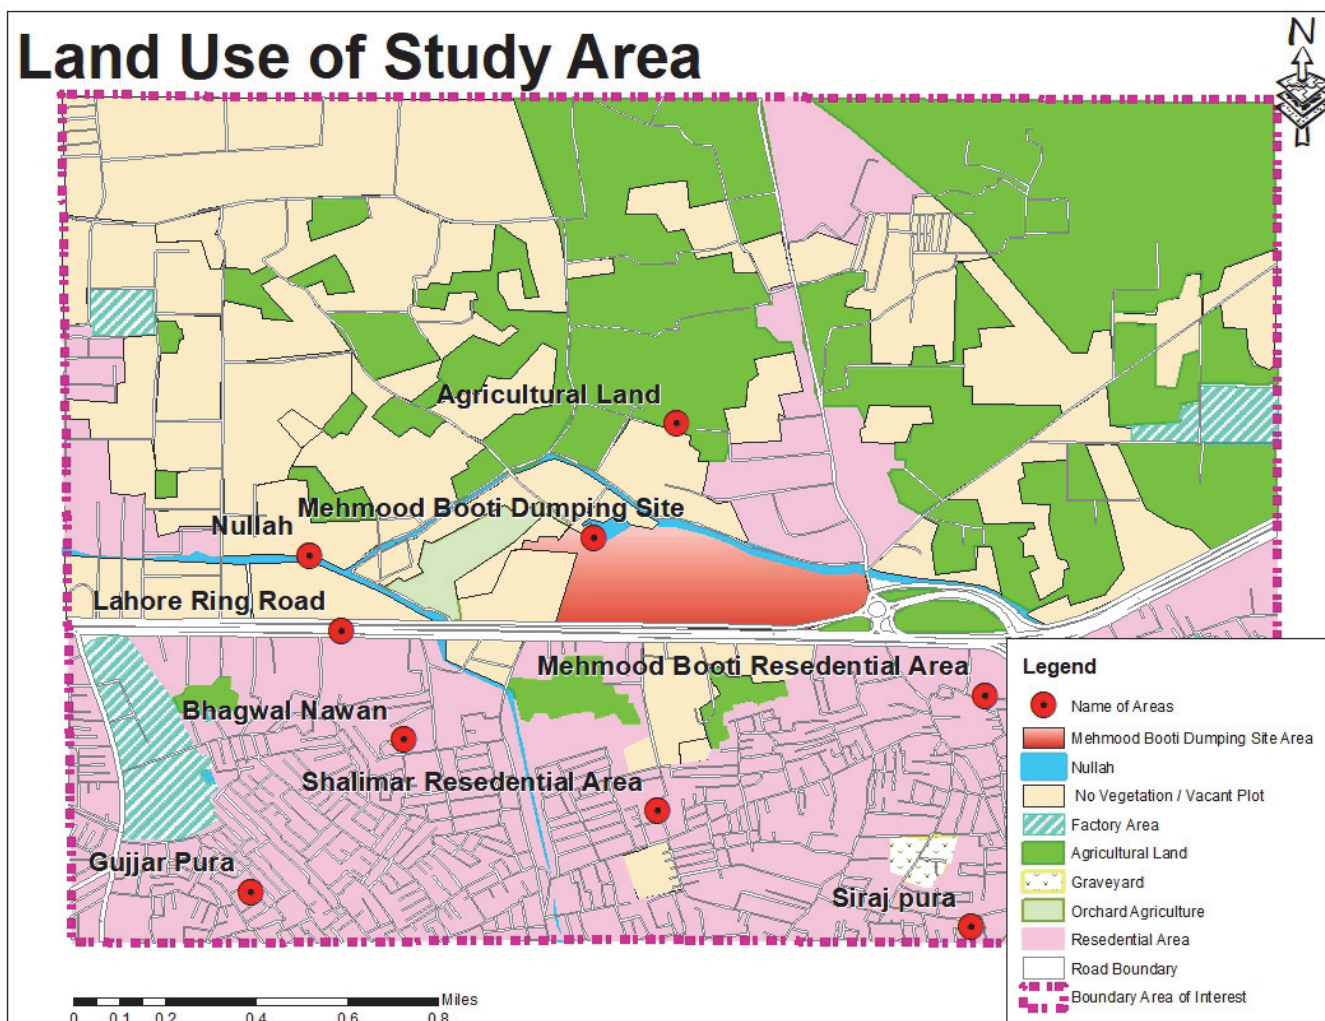 Land Use of Study Area
N
Agricultural Land
Mehmood Booti Dumping Site
Nullah
Lahore Ring Road
Mehmood Booti Resedential Area
Bhagwal Nawan
Shalimar Resedential Area
Gujjar Pura
Siraj pura
Legend
Name of Areas
Mehmood Booti Dumping Site Area
Nullah
No Vegetation / Vacant Plot
Factory Area
Agricultural Land
Graveyard
Orchard Agriculture
Resedential Area
Road Boundary
Boundary Area of Interest
Miles
0 0.1 0.2 0.4 0.6 0.8